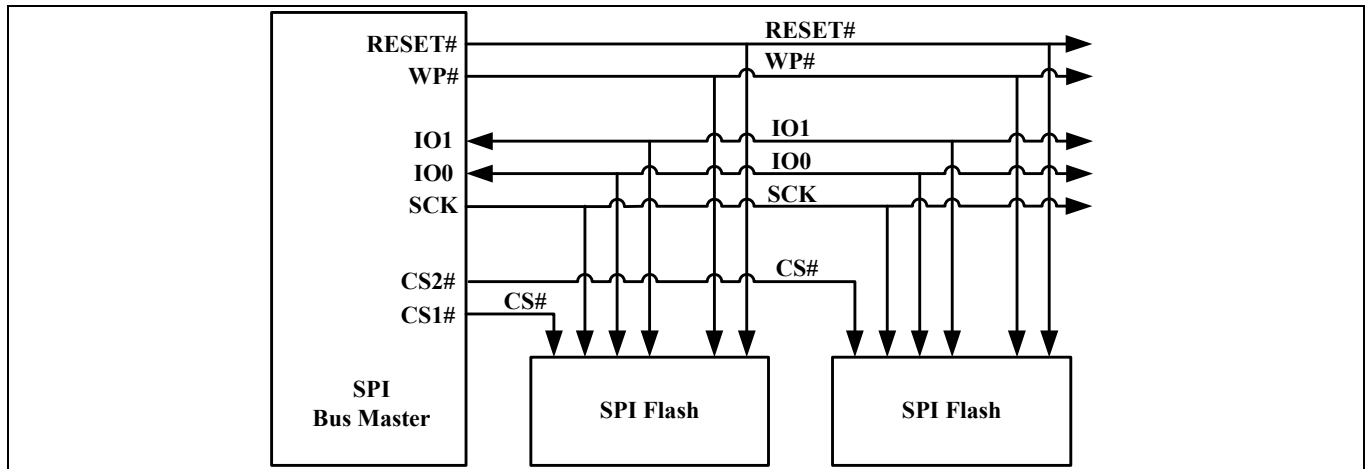 RESET#
RESET#
WP#
WP#
IO1
IO1
IO0
IO0
SCK
SCK
CS2#
CS#
CS1#
CS#
SPI
Bus Master
SPI Flash
SPI Flash